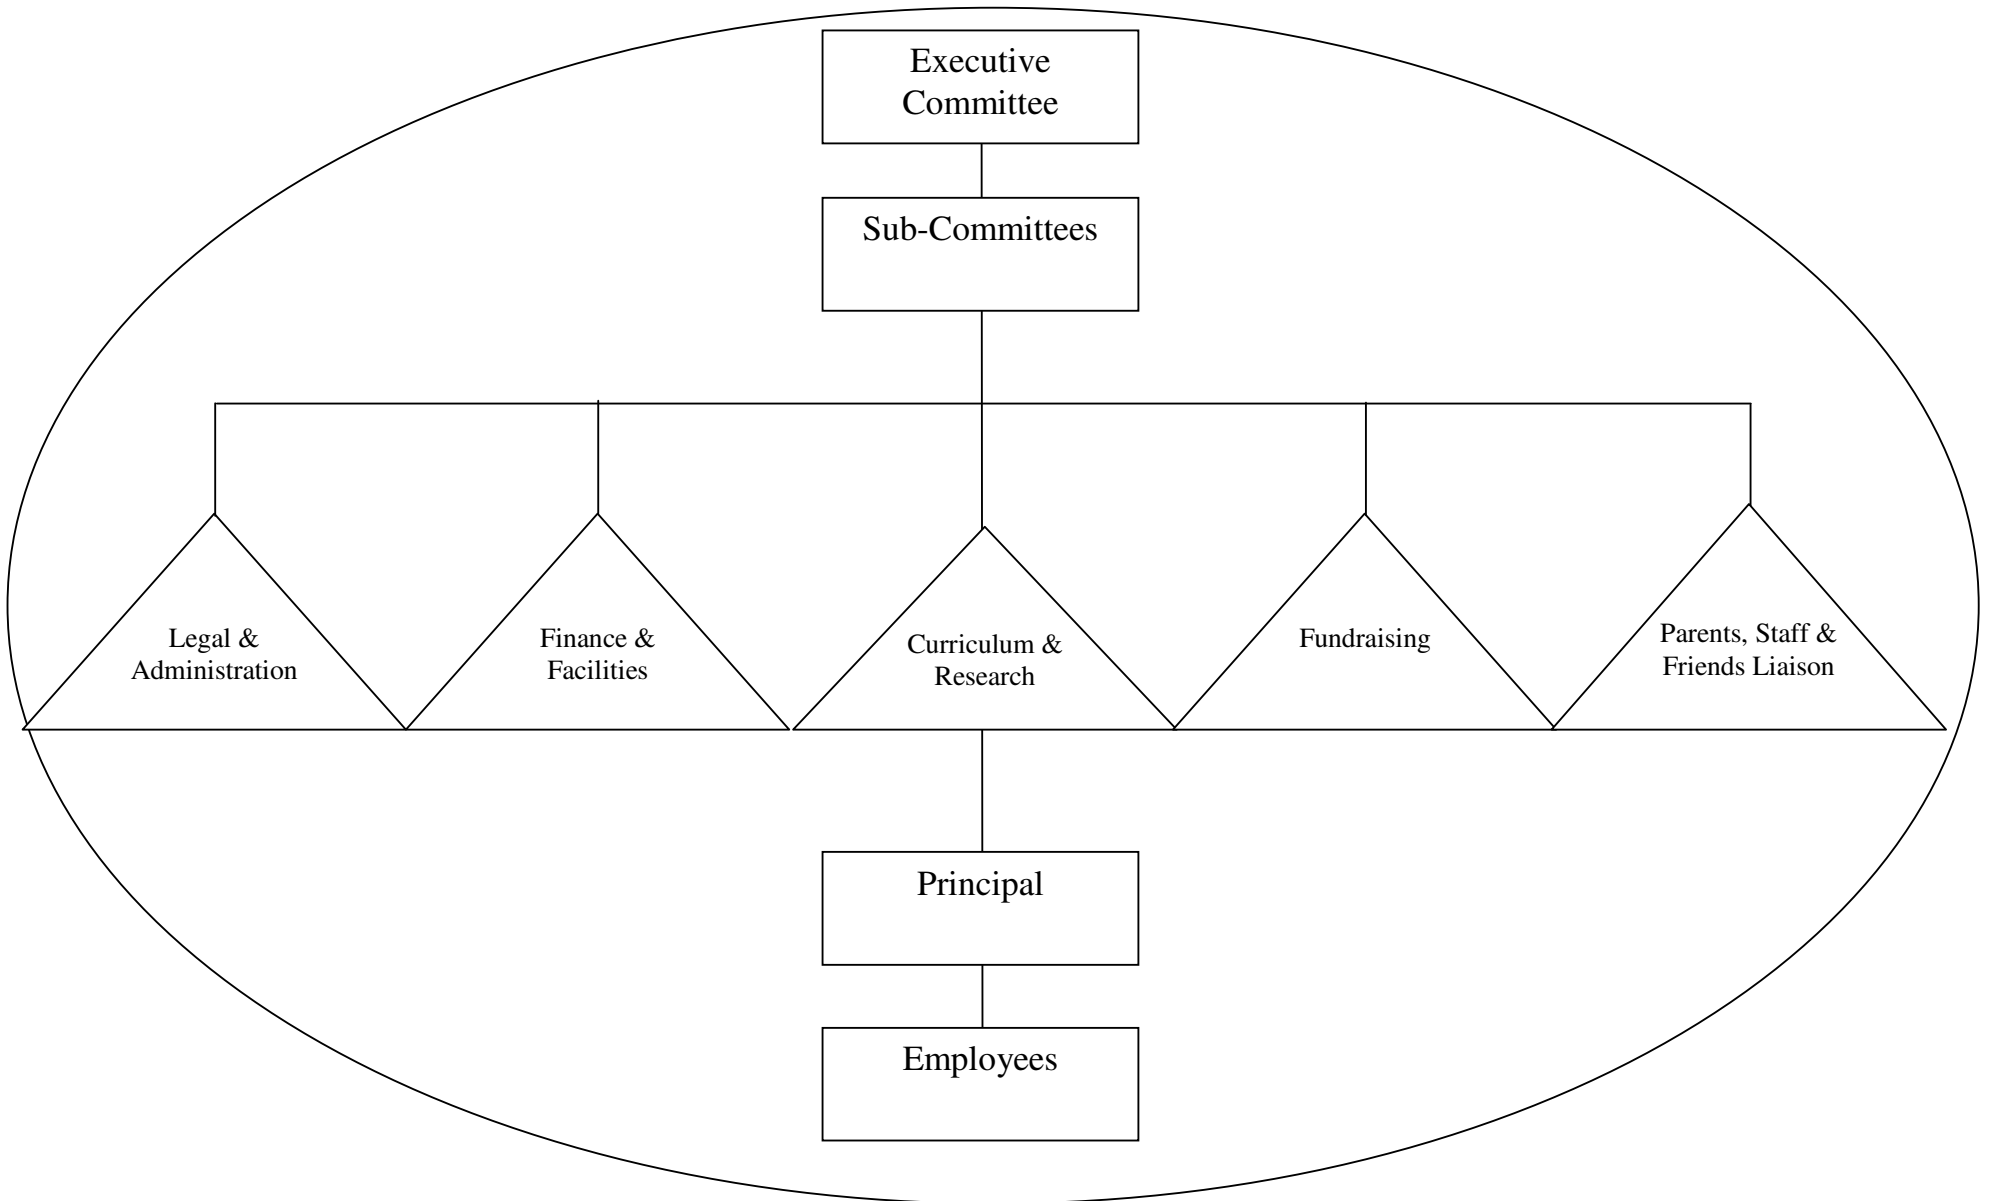 Executive
Committee
Sub-Committees
Legal &
Administration
Finance &
Facilities
Curriculum &
Research
Fundraising
Parents, Staff &
Friends Liaison
Principal
Employees